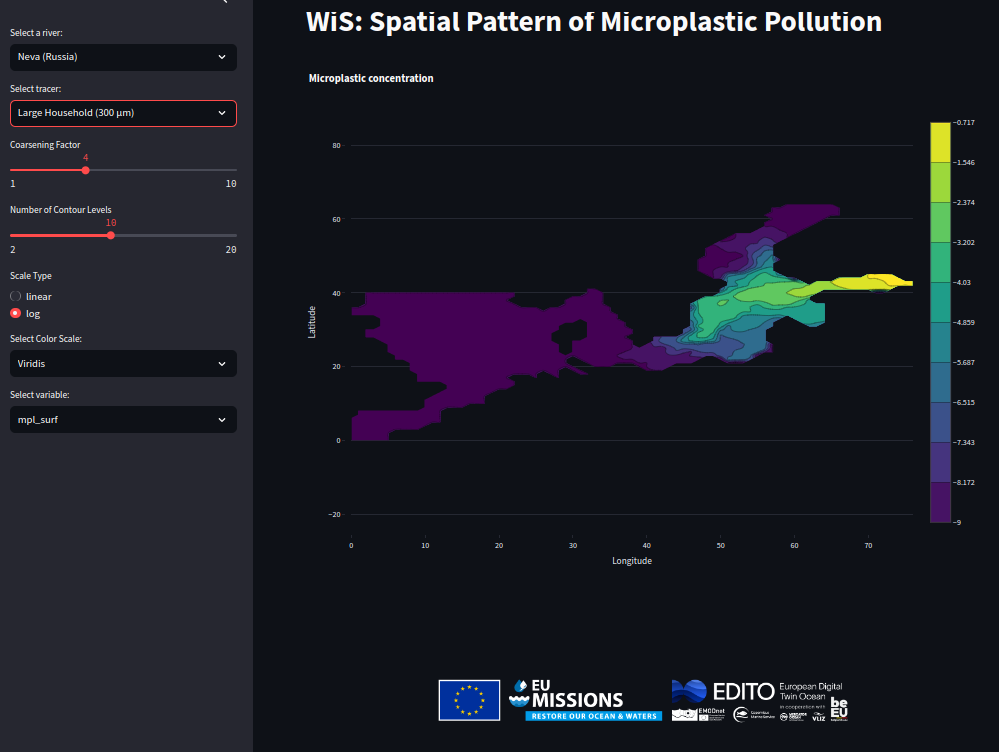 WiS: Spatial Pattern of Microplastic Pollution
Select a river:
Neva (Russia)
Select tracer:
Large Household (300 µm)
Coarsening Factor
4
1
10
Number of Contour Levels
10
2
20
Scale Type
linear
log
Select Color Scale:
Viridis
Select variable:
mpl_surf
Microplastic concentration
80
60
40
20
0
−20
Latitude
0
10
20
30
40
50
60
70
Longitude
−0.717
−1.546
−2.374
−3.202
−4.03
−4.859
−5.687
−6.515
−7.343
−8.172
−9
EU
MISSIONS
RESTORE OUR OCEAN & WATERS
EDITO
European Digital
Twin Ocean
in cooperation with
EMODnet
VLIZ
be
EU